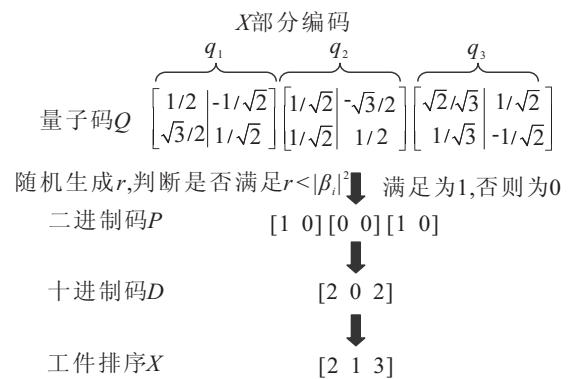 X部分编码
q₁ q₂ q₃
1/2 | -1/√2 1/√2 | -√3/2 √2/√3 | 1/√2
量子码Q
√3/2 | 1/√2 1/√2 | 1/2 1/√3 | -1/√2
随机生成r,判断是否满足r<|βᵢ|² 满足为1,否则为0
二进制码P [1 0][0 0][1 0]
十进制码D [2 0 2]
工件排序X [2 1 3]